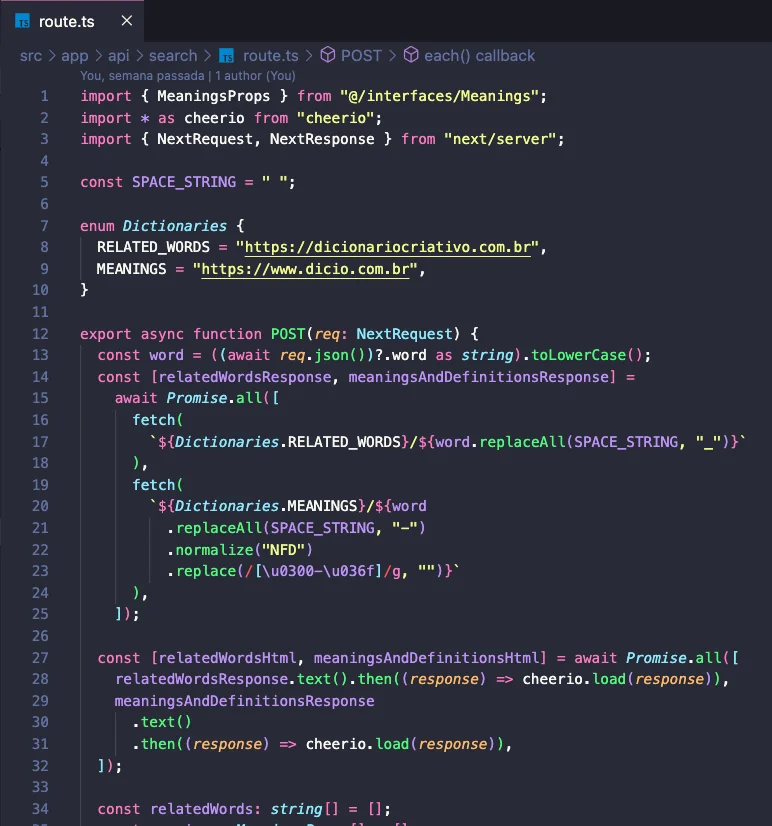 route.ts
src > app > api > search > route.ts > POST > each() callback
You, semana passada | 1 author (You)
1 import { MeaningsProps } from "@/interfaces/Meanings";
2 import * as cheerio from "cheerio";
3 import { NextRequest, NextResponse } from "next/server";
4
5 const SPACE_STRING = " ";
6
7 enum Dictionaries {
8 RELATED_WORDS = "https://dicionariocriativo.com.br",
9 MEANINGS = "https://www.dicio.com.br",
10 }
11
12 export async function POST(req: NextRequest) {
13 const word = ((await req.json())?.word as string).toLowerCase();
14 const [relatedWordsResponse, meaningsAndDefinitionsResponse] =
15 await Promise.all([
16 fetch(
17 `${Dictionaries.RELATED_WORDS}/${word.replaceAll(SPACE_STRING, "_")}`
18 ),
19 fetch(
20 `${Dictionaries.MEANINGS}/${word
21 .replaceAll(SPACE_STRING, "-")
22 .normalize("NFD")
23 .replace(/[\u0300-\u036f]/g, "")}`
24 ),
25 ]);
26
27 const [relatedWordsHtml, meaningsAndDefinitionsHtml] = await Promise.all([
28 relatedWordsResponse.text().then((response) => cheerio.load(response)),
29 meaningsAndDefinitionsResponse
30 .text()
31 .then((response) => cheerio.load(response)),
32 ]);
33
34 const relatedWords: string[] = [];